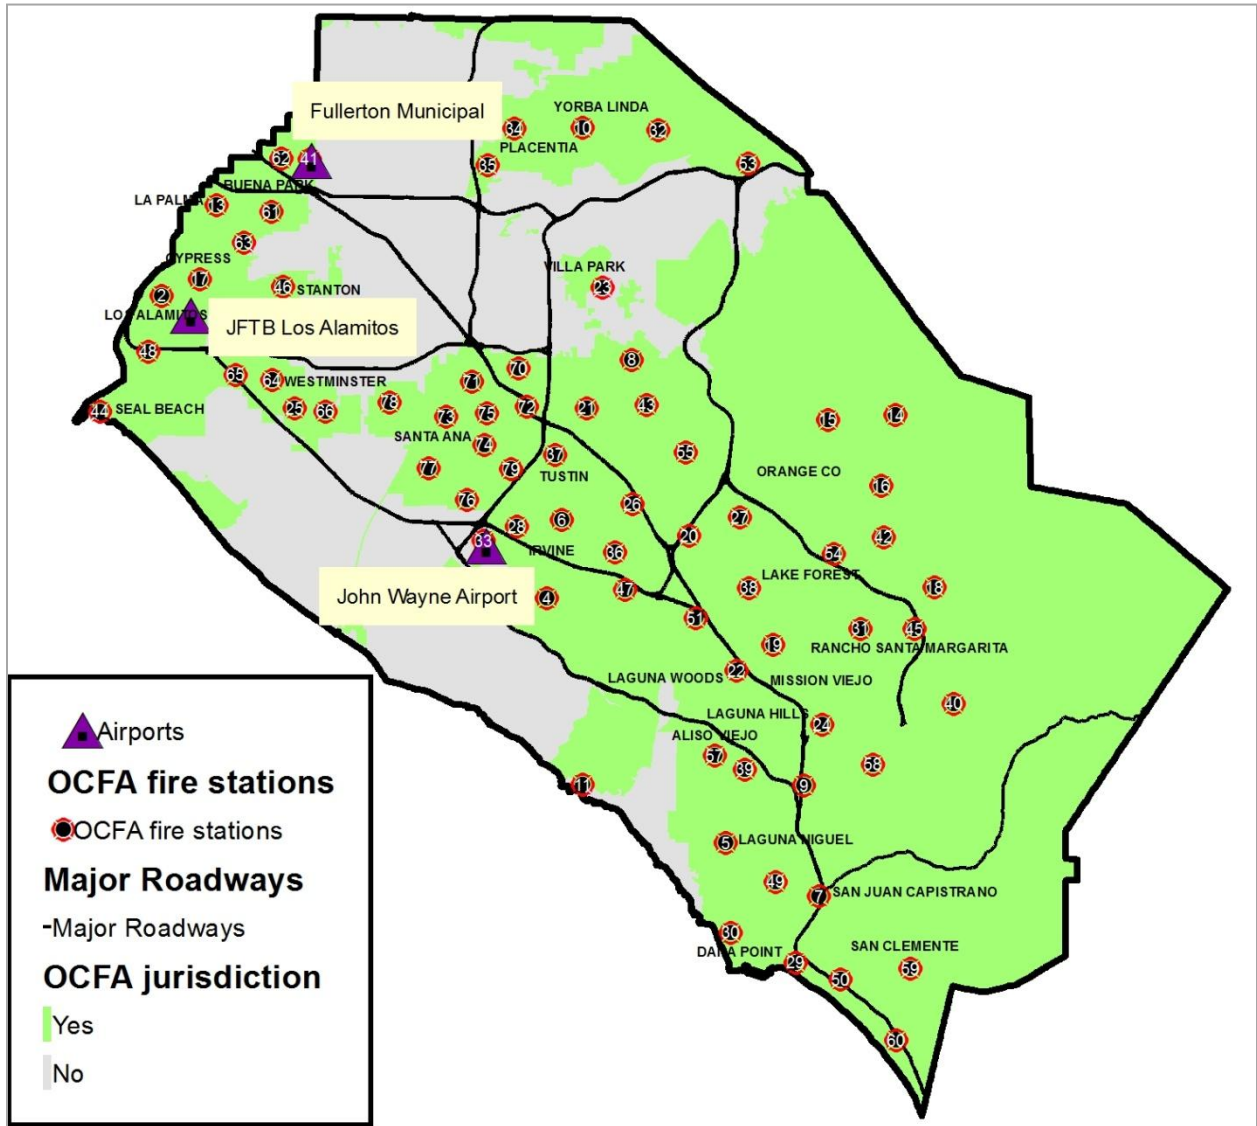 Fullerton Municipal
YORBA LINDA
34
10
32
PLACENTIA
62
41
35
53
BUENA PARK
LA PALMA
13
61
63
CYPRESS
VILLA PARK
17
46
STANTON
23
2
LOS ALAMITOS
JFTB Los Alamitos
48
8
65
64
WESTMINSTER
71
70
44
SEAL BEACH
25
66
78
73
75
72
21
43
15
14
SANTA ANA
74
37
55
77
79
TUSTIN
ORANGE CO
16
76
26
28
6
27
33
IRVINE
36
20
42
54
LAKE FOREST
John Wayne Airport
4
47
38
18
51
31
45
19
RANCHO SANTA MARGARITA
LAGUNA WOODS
22
MISSION VIEJO
40
LAGUNA HILLS
24
ALISO VIEJO
57
39
58
11
9
5
LAGUNA NIGUEL
49
7
SAN JUAN CAPISTRANO
30
DANA POINT
29
SAN CLEMENTE
50
59
60
Airports
OCFA fire stations
OCFA fire stations
Major Roadways
Major Roadways
OCFA jurisdiction
Yes
No